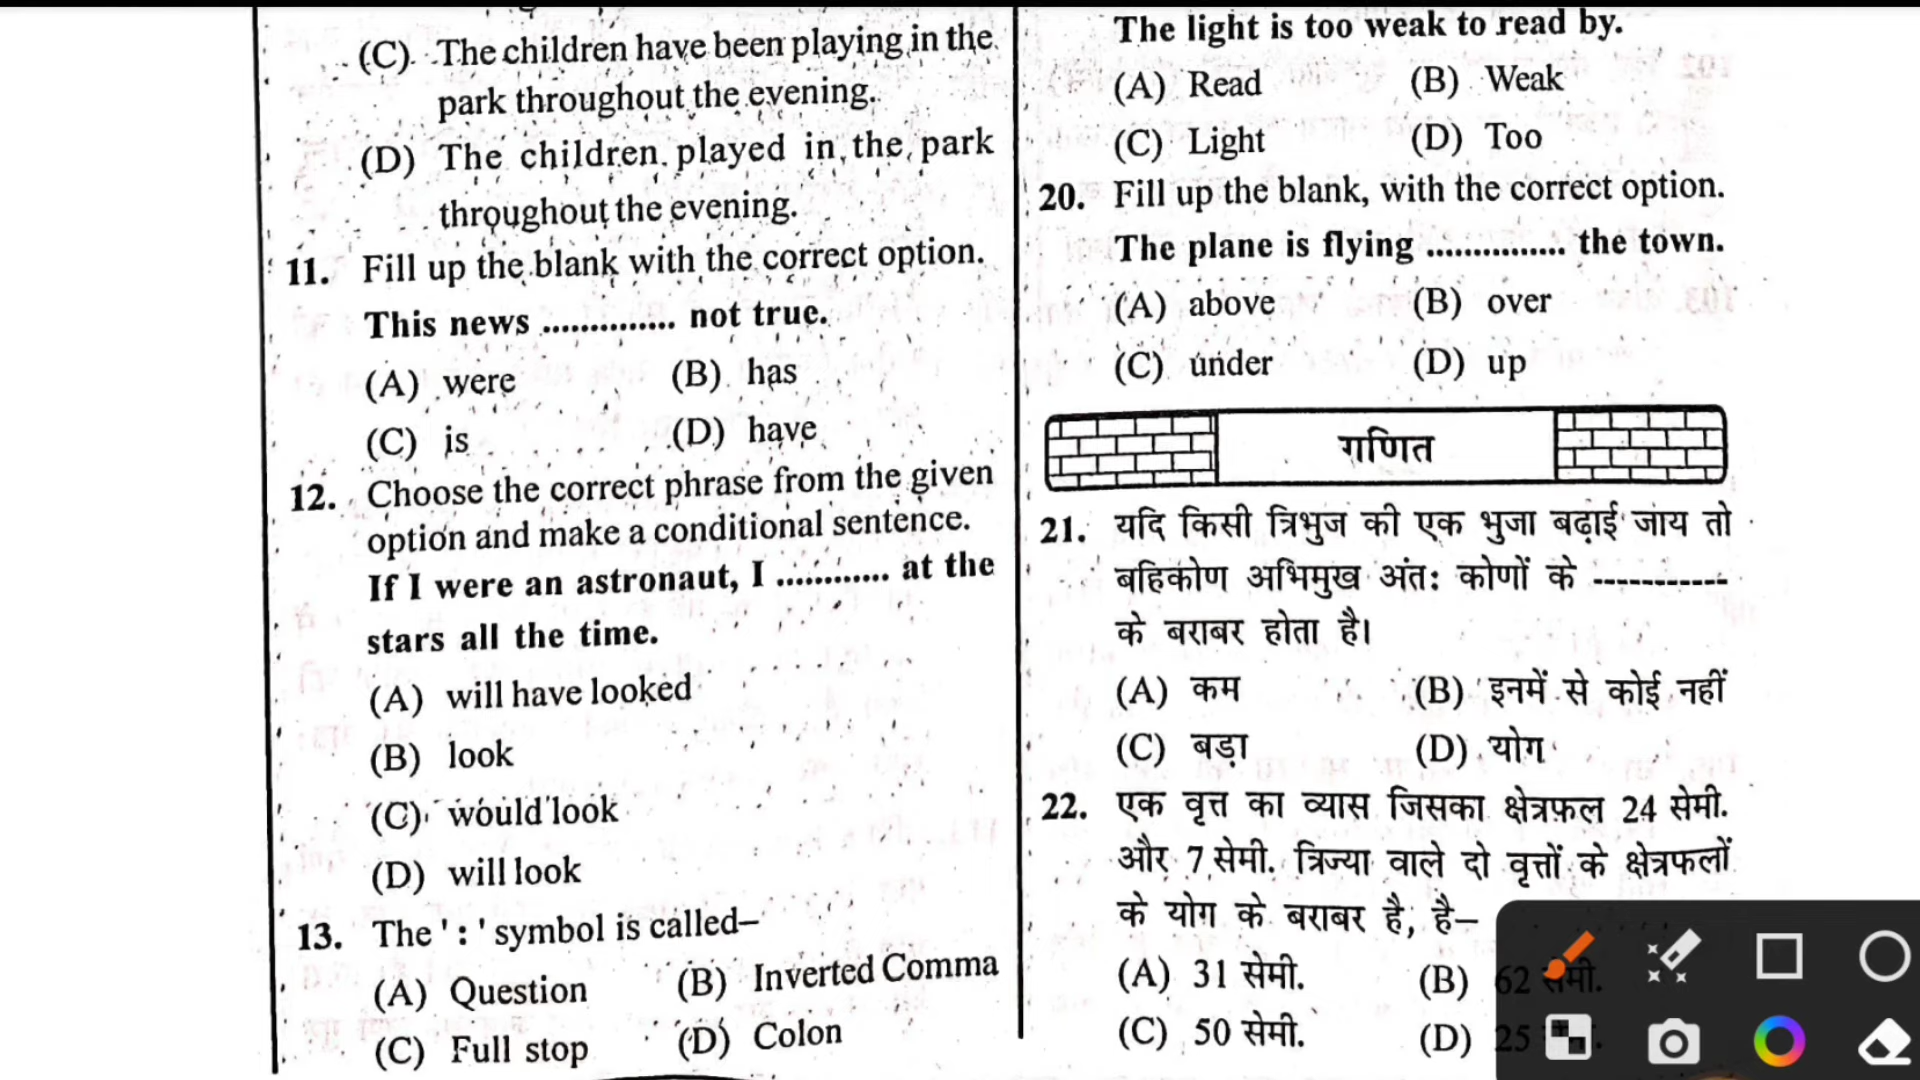 (C) The children have been playing in the
park throughout the evening.
(D) The children played in the park
throughout the evening.
11. Fill up the blank with the correct option.
This news .............. not true.
(A) were (B) has
(C) is (D) have
12. Choose the correct phrase from the given
option and make a conditional sentence.
If I were an astronaut, I ............ at the
stars all the time.
(A) will have looked
(B) look
(C) would look
(D) will look
13. The ' : ' symbol is called–
(A) Question (B) Inverted Comma
(C) Full stop (D) Colon
The light is too weak to read by.
(A) Read (B) Weak
(C) Light (D) Too
20. Fill up the blank, with the correct option.
The plane is flying ............... the town.
(A) above (B) over
(C) under (D) up
गणित
21. यदि किसी त्रिभुज की एक भुजा बढ़ाई जाय तो
बहिकोण अभिमुख अंतः कोणों के -----------
के बराबर होता है।
(A) कम (B) इनमें से कोई नहीं
(C) बड़ा (D) योग
22. एक वृत्त का व्यास जिसका क्षेत्रफल 24 सेमी.
और 7 सेमी. त्रिज्या वाले दो वृत्तों के क्षेत्रफलों
के योग के बराबर है, है–
(A) 31 सेमी. (B) 62 सेमी.
(C) 50 सेमी. (D) 25